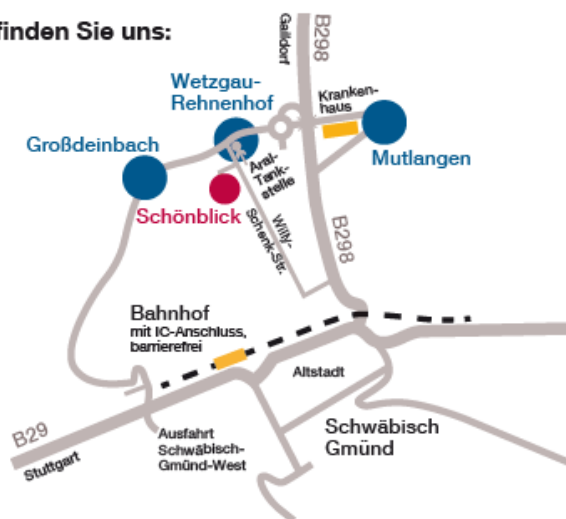 finden Sie uns:
Gaildorf
B298
Wetzgau-
Rehnenhof
Kranken-
haus
Großdeinbach
Mutlangen
Aral-
Tank-
stelle
Schönblick
Willy-
Schenk-Str.
B298
Bahnhof
mit IC-Anschluss,
barrierefrei
Altstadt
B29
Stuttgart
Ausfahrt
Schwäbisch-
Gmünd-West
Schwäbisch
Gmünd